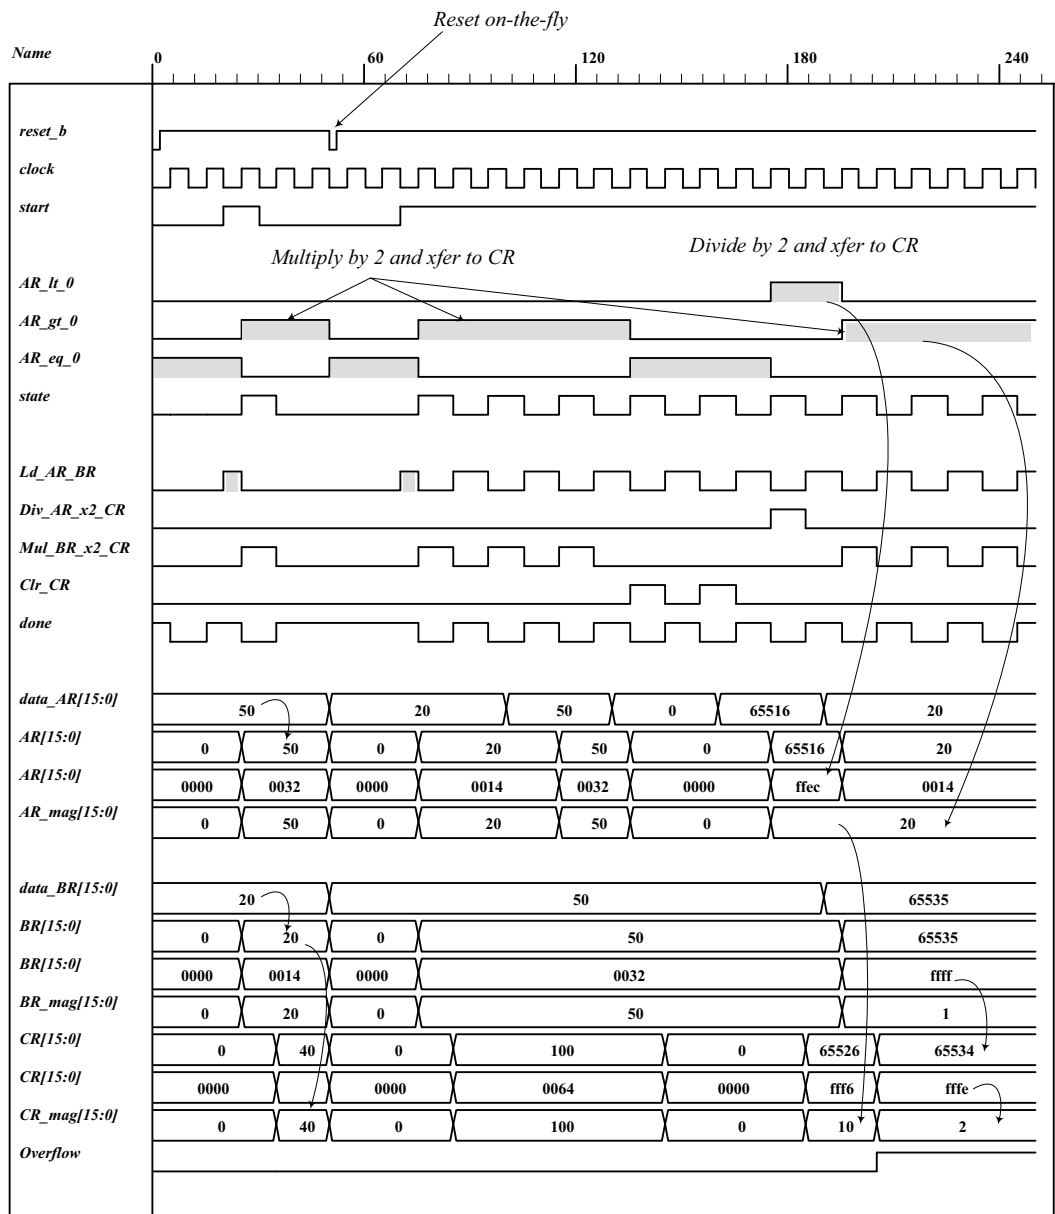 Reset on-the-fly
Name 0 60 120 180 240
reset_b
clock
start
Multiply by 2 and xfer to CR Divide by 2 and xfer to CR
AR_lt_0
AR_gt_0
AR_eq_0
state
Ld_AR_BR
Div_AR_x2_CR
Mul_BR_x2_CR
Clr_CR
done
data_AR[15:0] 50 20 50 0 65516 20
AR[15:0] 0 50 0 20 50 0 65516 20
AR[15:0] 0000 0032 0000 0014 0032 0000 ffec 0014
AR_mag[15:0] 0 50 0 20 50 0 20
data_BR[15:0] 20 50 65535
BR[15:0] 0 20 0 50 65535
BR[15:0] 0000 0014 0000 0032 ffff
BR_mag[15:0] 0 20 0 50 1
CR[15:0] 0 40 0 100 0 65526 65534
CR[15:0] 0000 0000 0064 0000 fff6 fffe
CR_mag[15:0] 0 40 0 100 0 10 2
Overflow